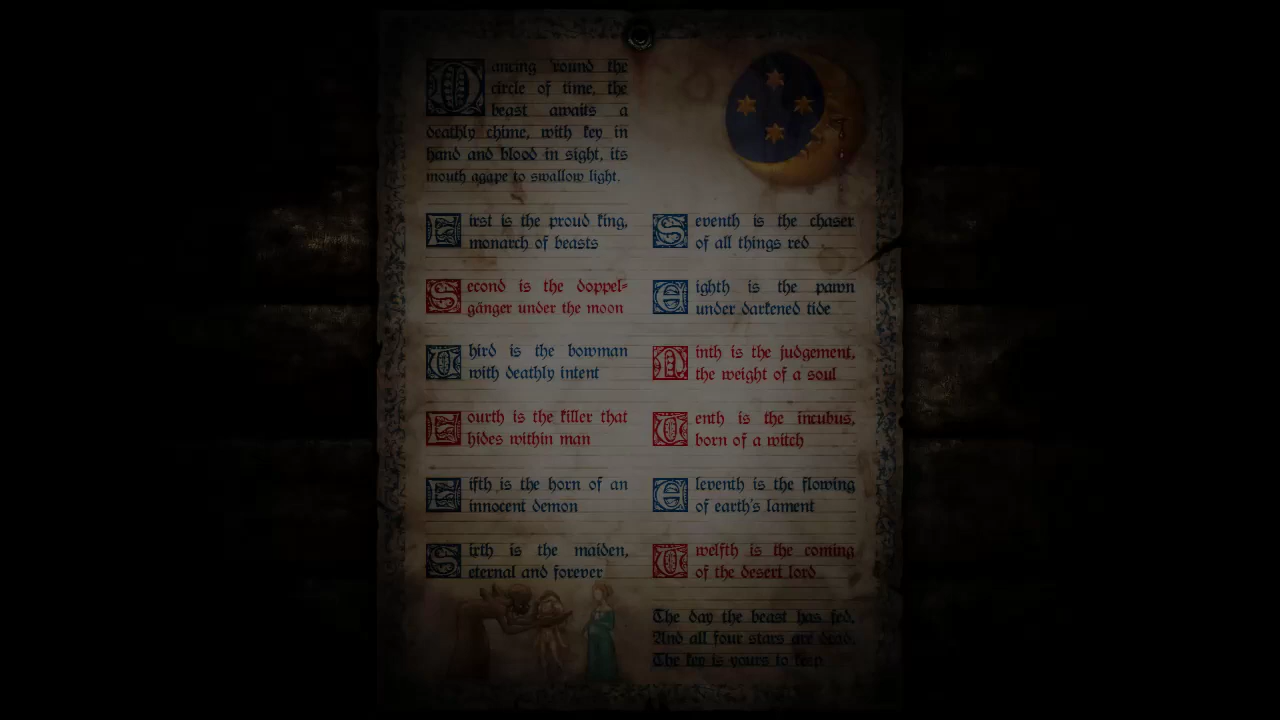 Dancing 'round the
circle of time, the
beast awaits a
deathly chime, with key in
hand and blood in sight, its
mouth agape to swallow light.
First is the proud king,
monarch of beasts
Second is the doppel=
gänger under the moon
Third is the bowman
with deathly intent
Fourth is the killer that
hides within man
Fifth is the horn of an
innocent demon
Sixth is the maiden,
eternal and forever
Seventh is the chaser
of all things red
Eighth is the pawn
under darkened tide
Ninth is the judgement,
the weight of a soul
Tenth is the incubus,
born of a witch
Eleventh is the flowing
of earth's lament
Twelfth is the coming
of the desert lord
The day the beast has fed,
And all four stars are dead,
The key is yours to keep